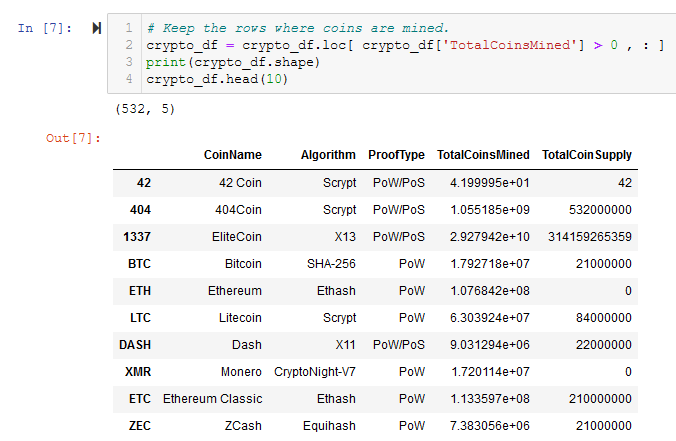 In [7]:
1 # Keep the rows where coins are mined.
2 crypto_df = crypto_df.loc[ crypto_df['TotalCoinsMined'] > 0 , : ]
3 print(crypto_df.shape)
4 crypto_df.head(10)
(532, 5)
Out[7]:
CoinName Algorithm ProofType TotalCoinsMined TotalCoinSupply
42 42 Coin Scrypt PoW/PoS 4.199995e+01 42
404 404Coin Scrypt PoW/PoS 1.055185e+09 532000000
1337 EliteCoin X13 PoW/PoS 2.927942e+10 314159265359
BTC Bitcoin SHA-256 PoW 1.792718e+07 21000000
ETH Ethereum Ethash PoW 1.076842e+08 0
LTC Litecoin Scrypt PoW 6.303924e+07 84000000
DASH Dash X11 PoW/PoS 9.031294e+06 22000000
XMR Monero CryptoNight-V7 PoW 1.720114e+07 0
ETC Ethereum Classic Ethash PoW 1.133597e+08 210000000
ZEC ZCash Equihash PoW 7.383056e+06 21000000